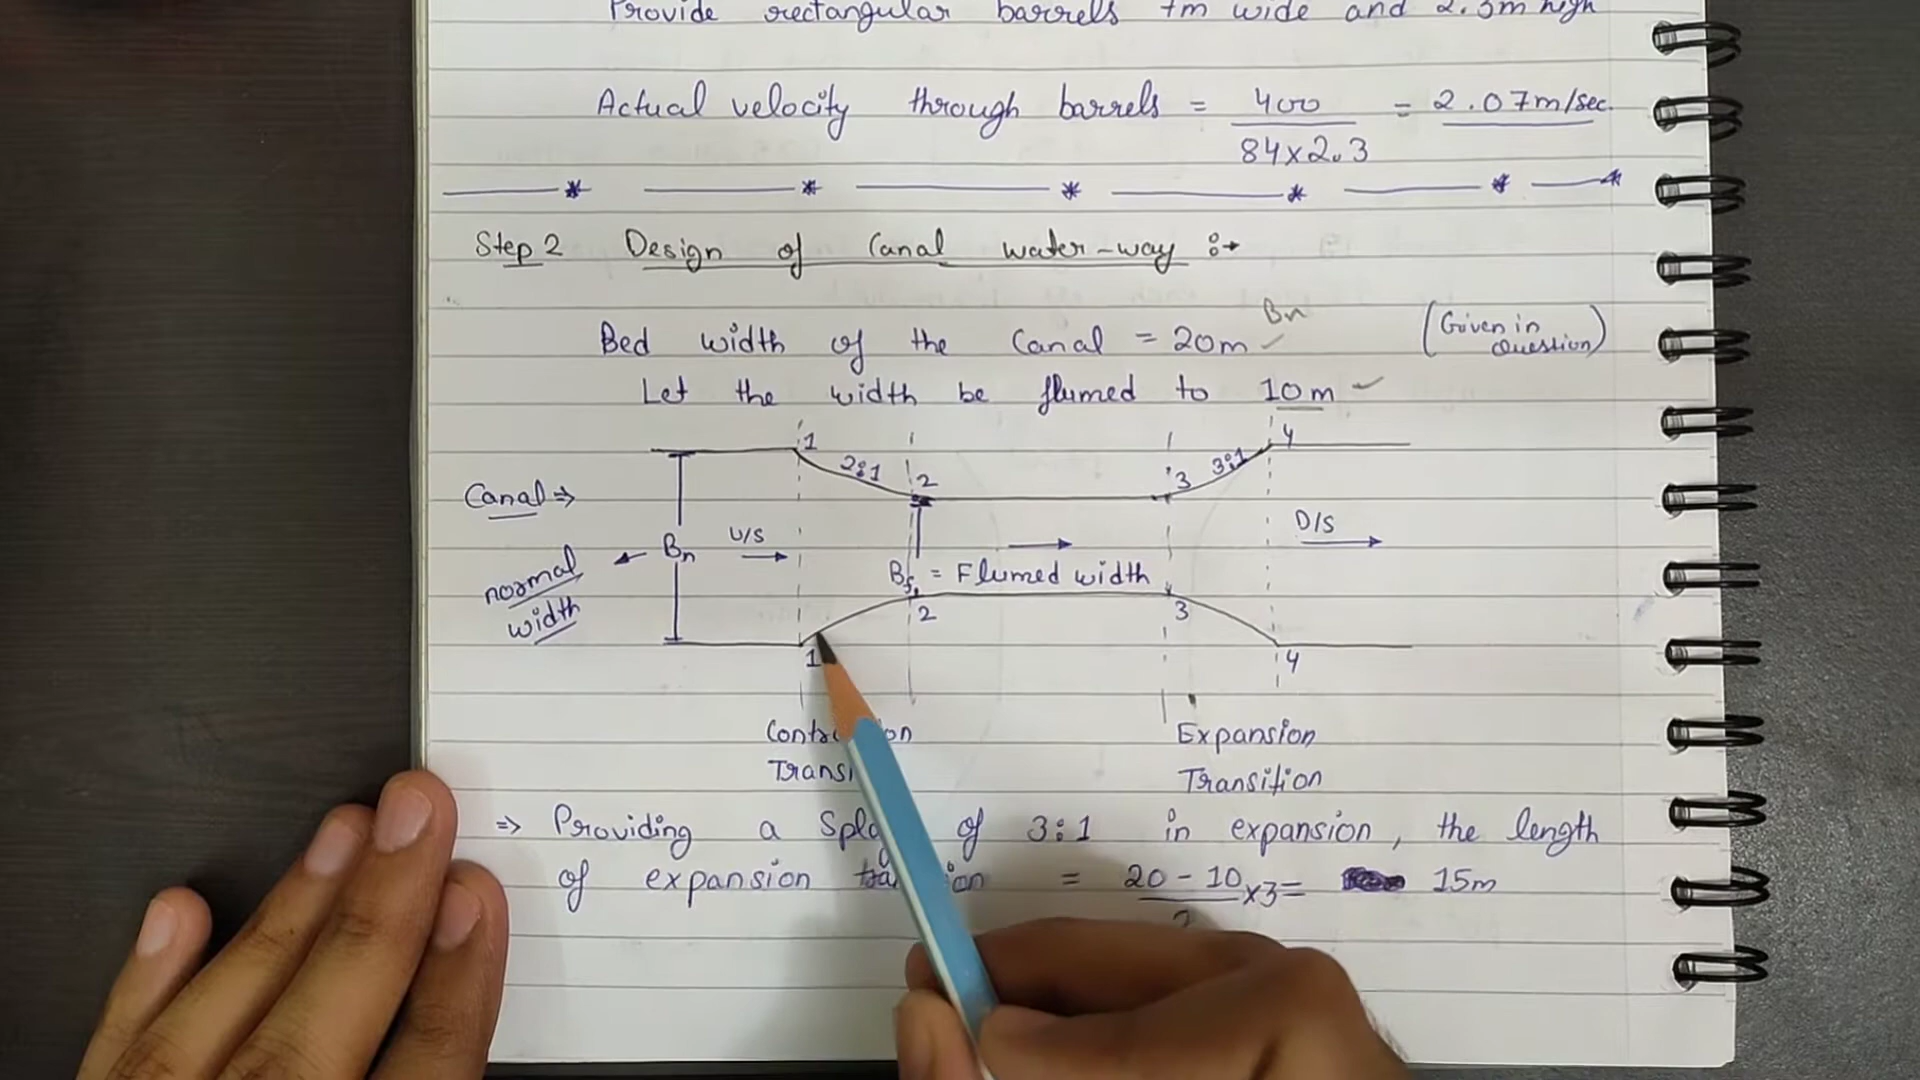 Provide rectangular barrels 7m wide and 2.3m high
Actual velocity through barrels = 400 / 84x2.3 = 2.07m/sec.
Step 2 Design of Canal water-way :→
Bn
Bed width of the Canal = 20m ✓ (Given in question)
Let the width be flumed to 10m ✓
1 2:1 2 3 3:1 4
Canal ⇒
U/S → → D/S →
normal width ← Bn
Bf = Flumed width
2 3
1 4
Expansion
Transition
⇒ Providing a of 3:1 in expansion, the length
of expansion = 20 - 10 / 2 x3 = 15m